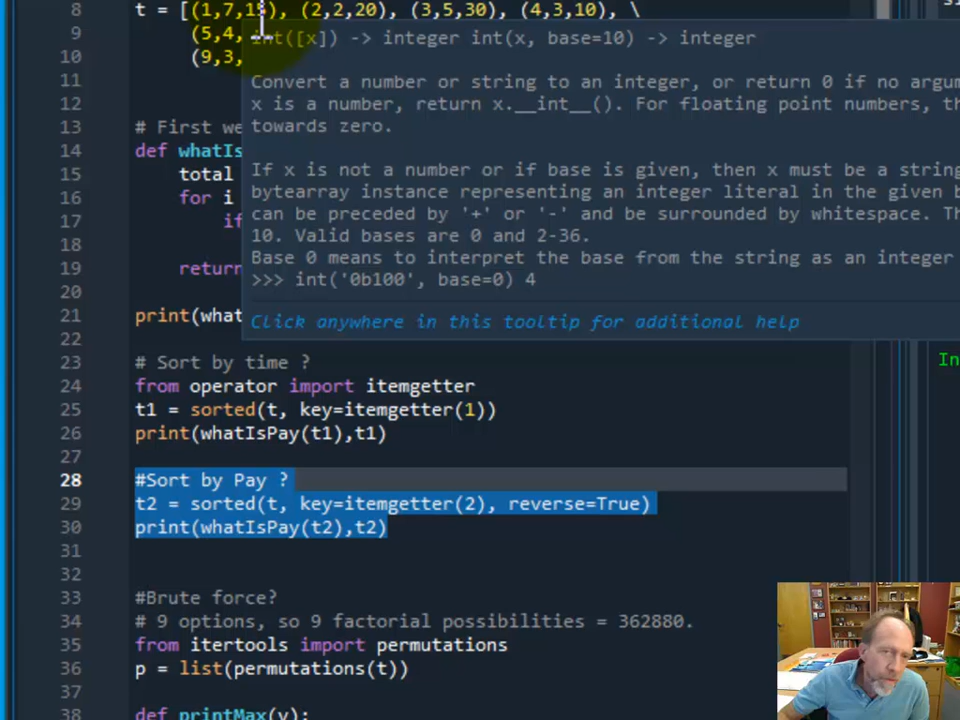 8 t = [(1,7,15), (2,2,20), (3,5,30), (4,3,10), \
9 (5,4,
10 (9,3,
11
12
13 # First we
14 def whatIs
15 total
16 for i
17 if
18
19 return
20
21 print(what
22
23 # Sort by time ?
24 from operator import itemgetter
25 t1 = sorted(t, key=itemgetter(1))
26 print(whatIsPay(t1),t1)
27
28 #Sort by Pay ?
29 t2 = sorted(t, key=itemgetter(2), reverse=True)
30 print(whatIsPay(t2),t2)
31
32
33 #Brute force?
34 # 9 options, so 9 factorial possibilities = 362880.
35 from itertools import permutations
36 p = list(permutations(t))
37
38 def printMax(v):
int([x]) -> integer int(x, base=10) -> integer
Convert a number or string to an integer, or return 0 if no argum
x is a number, return x.__int__(). For floating point numbers, th
towards zero.
If x is not a number or if base is given, then x must be a string
bytearray instance representing an integer literal in the given b
can be preceded by '+' or '-' and be surrounded by whitespace. Th
10. Valid bases are 0 and 2-36.
Base 0 means to interpret the base from the string as an integer
>>> int('0b100', base=0) 4
Click anywhere in this tooltip for additional help
In